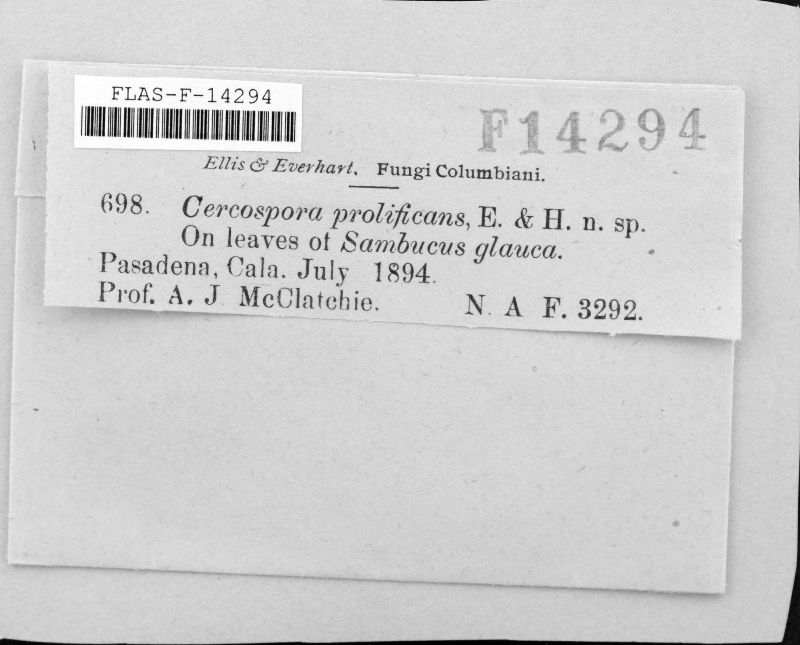 FLAS-F-14294
F14294
Ellis & Everhart. Fungi Columbiani.
698. Cercospora prolificans, E. & H. n. sp.
On leaves of Sambucus glauca.
Pasadena, Cala. July 1894.
Prof. A. J McClatchie. N. A F. 3292.